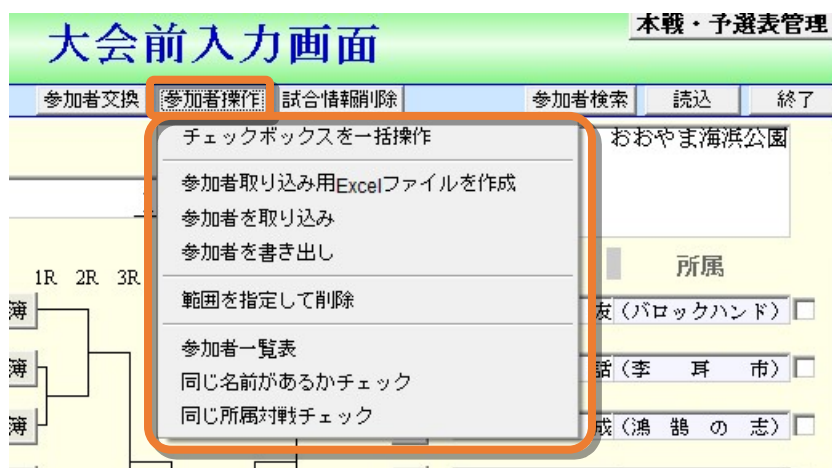 本戦・予選表管理
大会前入力画面
参加者交換 参加者操作 試合情報削除 参加者検索 読込 終了
チェックボックスを一括操作
おおやま海浜公園
参加者取り込み用Excelファイルを作成
参加者を取り込み
参加者を書き出し
所属
1R 2R 3R
範囲を指定して削除
簿
友 (バロックハンド)
参加者一覧表
簿
話 (李 耳 市)
同じ名前があるかチェック
同じ所属対戦チェック
簿
成 (鴻 鵠 の 志)